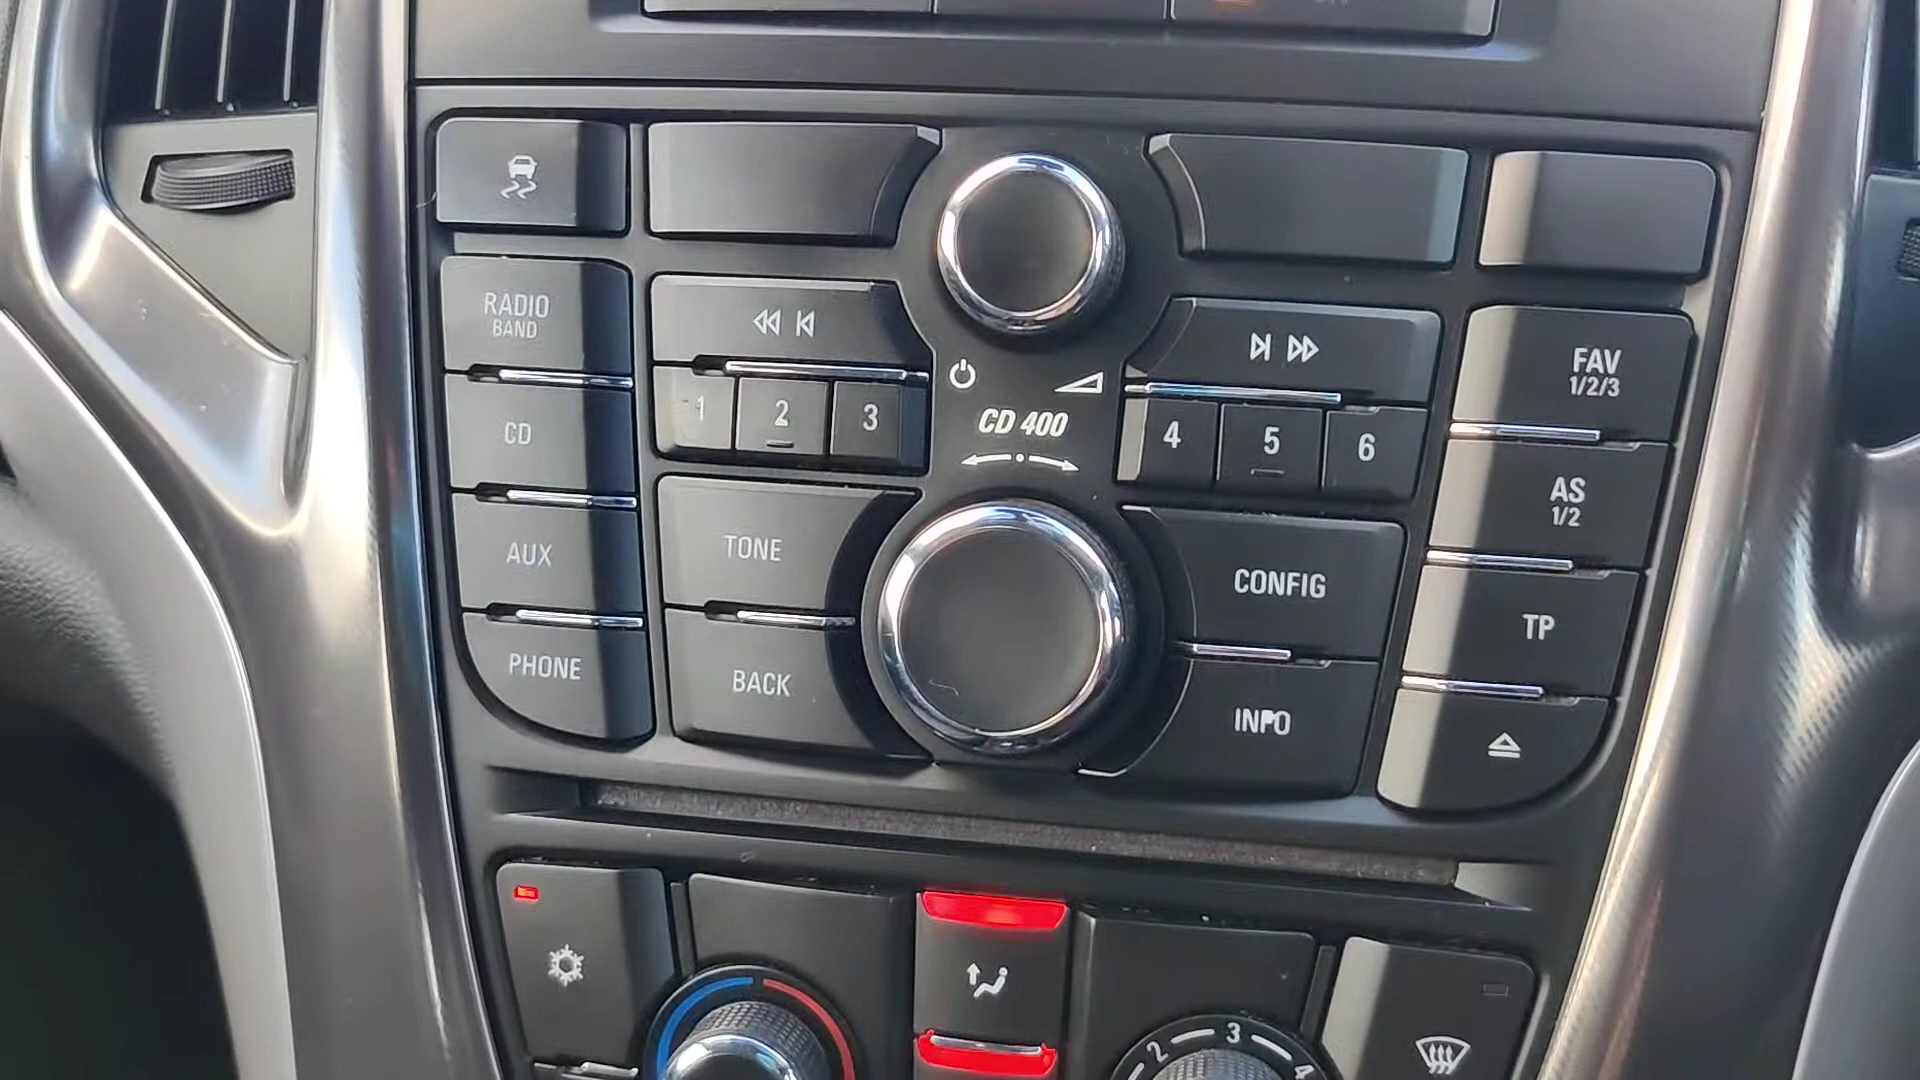 RADIO
BAND
1
2
3
CD 400
4
5
6
FAV
1/2/3
CD
AS
1/2
AUX
TONE
CONFIG
TP
PHONE
BACK
INFO
2
3
4